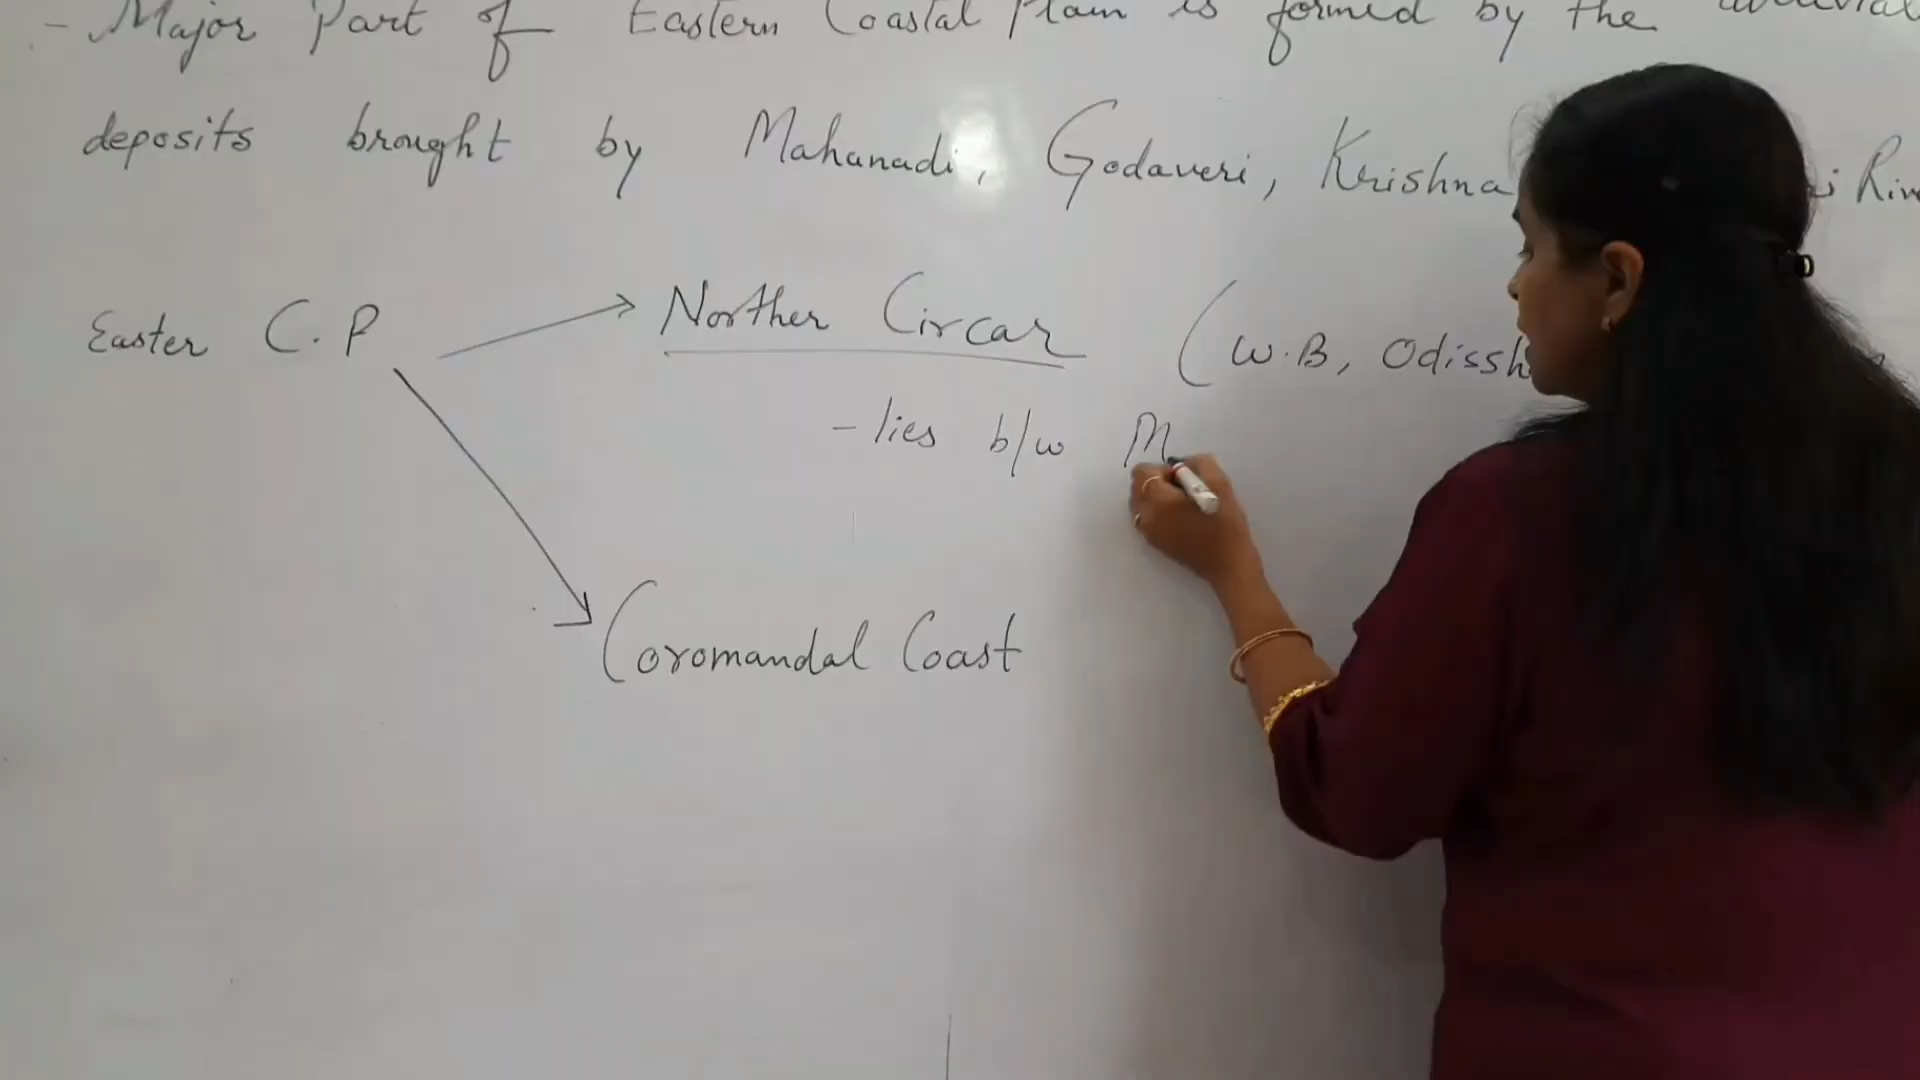 - Major Part of Eastern Coastal Plain is formed by the alluvial
deposits brought by Mahanadi, Godaveri, Krishna
Easter C.P
Norther Circar (W.B, Odissh
- lies b/w M
Coromandal Coast